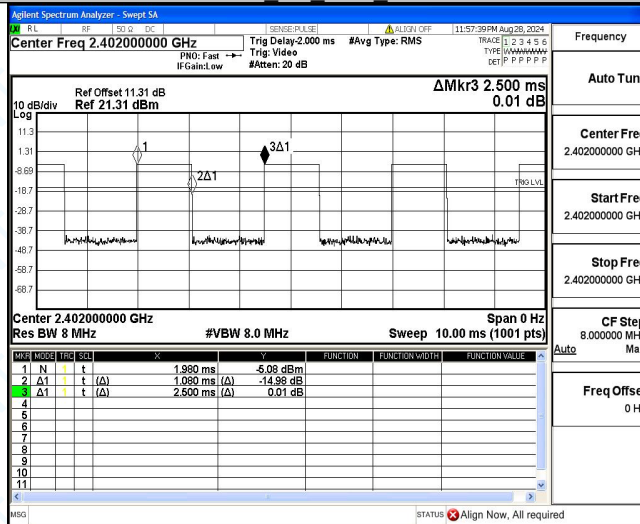 Agilent Spectrum Analyzer - Swept SA
LXI RL RF 50 Ω DC SENSE:PULSE ALIGN OFF 11:57:39 PM Aug 28, 2024
Center Freq 2.402000000 GHz
PNO: Fast
IFGain:Low
Trig Delay-2.000 ms
Trig: Video
#Atten: 20 dB
#Avg Type: RMS
TRACE 1 2 3 4 5 6
TYPE WWWWWW
DET P P P P P P
Ref Offset 11.31 dB
Ref 21.31 dBm
10 dB/div
Log
ΔMkr3 2.500 ms
0.01 dB
11.3
1.31
-8.69
-18.7
-28.7
-38.7
-48.7
-58.7
-68.7
1
2Δ1
3Δ1
TRIG LVL
Center 2.402000000 GHz
Span 0 Hz
Res BW 8 MHz
#VBW 8.0 MHz
Sweep 10.00 ms (1001 pts)
MKR MODE TRC SCL X Y FUNCTION FUNCTION WIDTH FUNCTION VALUE
1 N 1 t 1.980 ms -5.08 dBm
2 Δ1 1 t (Δ) 1.080 ms (Δ) -14.98 dB
3 Δ1 1 t (Δ) 2.500 ms (Δ) 0.01 dB
4
5
6
7
8
9
10
11
MSG
STATUS Align Now, All required
Frequency
Auto Tun
Center Fre
2.402000000 GH
Start Fre
2.402000000 GH
Stop Fre
2.402000000 GH
CF Ste
8.000000 MH
Auto Ma
Freq Offse
0 H